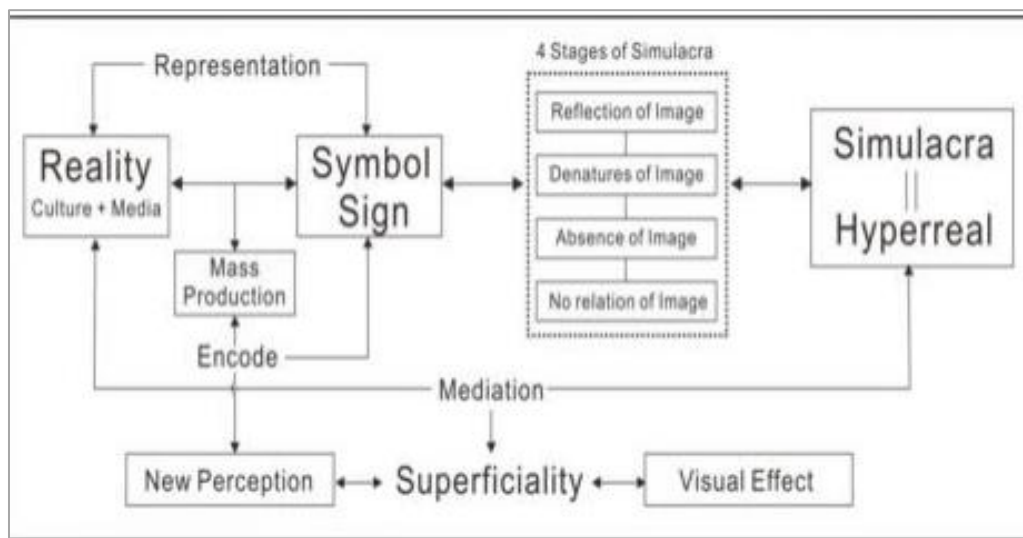 4 Stages of Simulacra
Representation
Reflection of Image
Reality
Culture + Media
Symbol
Sign
Denatures of Image
Simulacra
||
Hyperreal
Absence of Image
Mass
Production
No relation of Image
Encode
Mediation
New Perception
Superficiality
Visual Effect